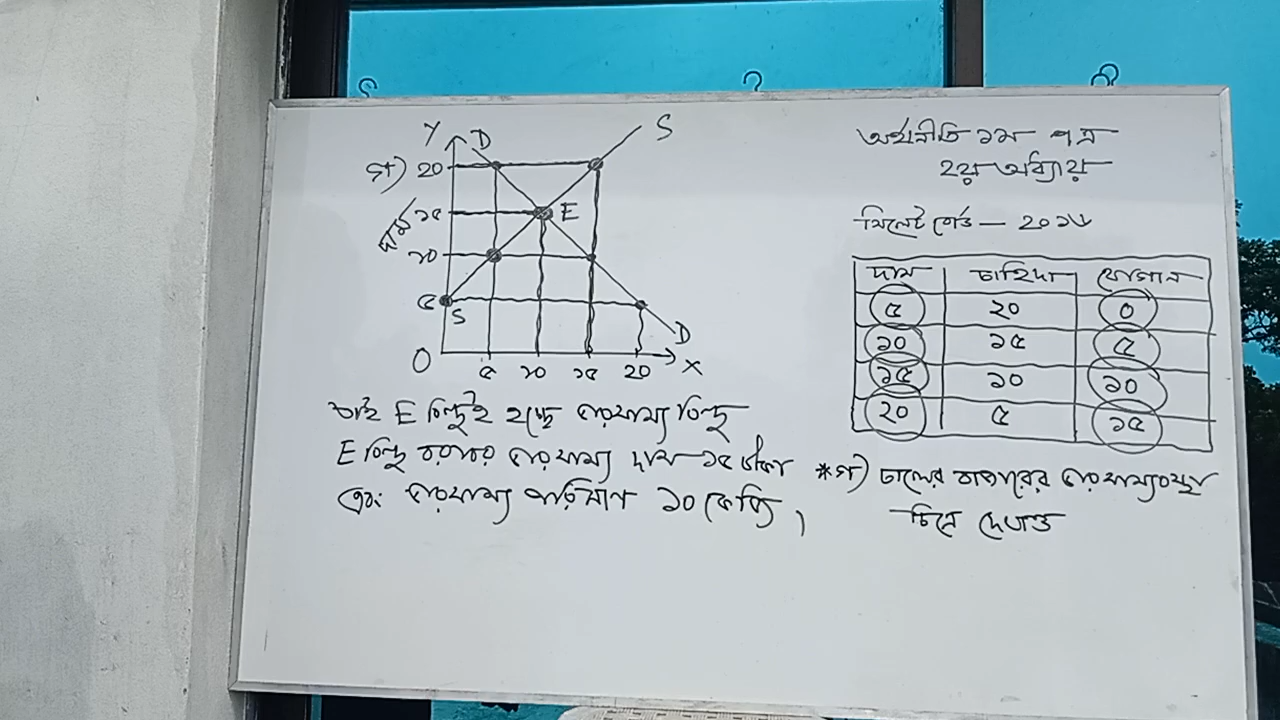 Y D S
গ) ২০
দাম ১৫ E
১০
৫ S
D
O ৫ ১০ ১৫ ২০ X
তাই E বিন্দুই হচ্ছে ভারসাম্য বিন্দু
E বিন্দু বরাবর ভারসাম্য দাম ১৫ টাকা
এবং ভারসাম্য পরিমাণ ১০ কেজি।
অর্থনীতি ১ম পত্র
২য় অধ্যায়
সিলেট বোর্ড — ২০১৬
দাম চাহিদা যোগান
৫ ২০ ০
১০ ১৫ ৫
১৫ ১০ ১০
২০ ৫ ১৫
*গ) চালের বাজারের ভারসাম্যবস্থা
চিত্রে দেখাও